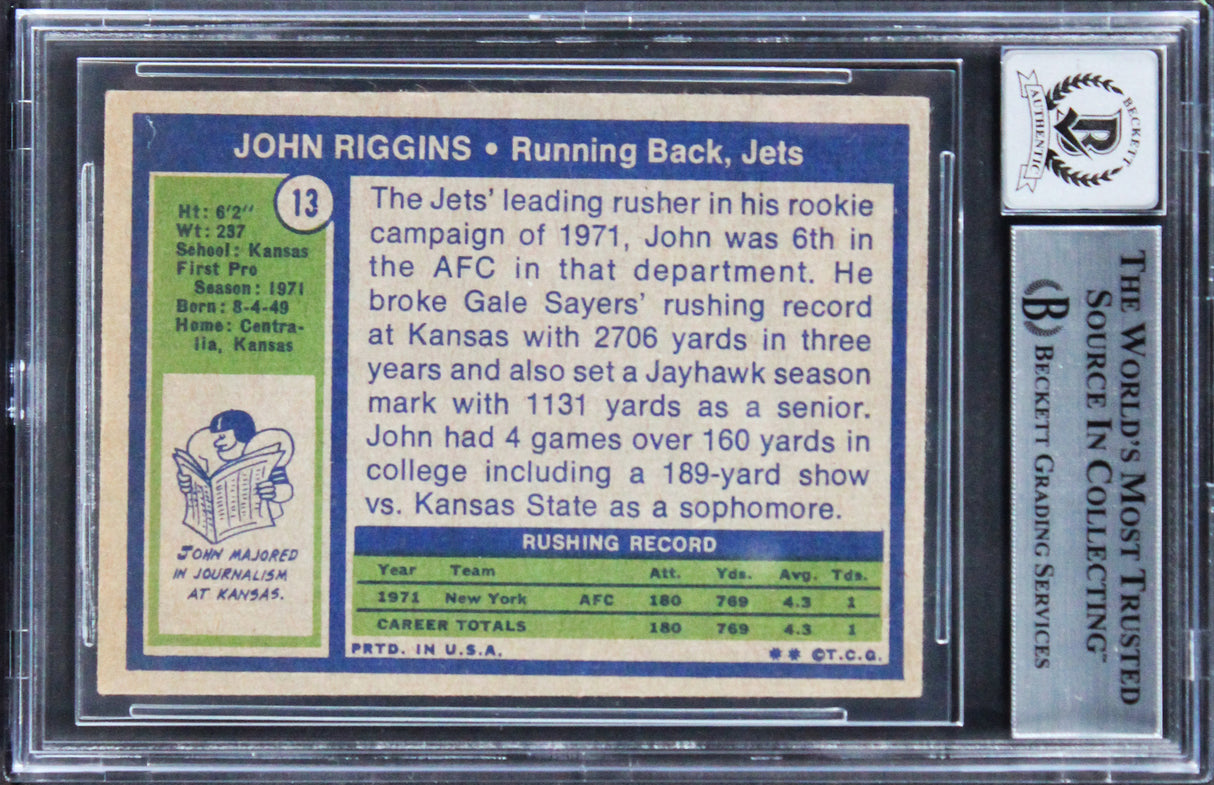 JOHN RIGGINS • Running Back, Jets
13
Ht: 6'2"
Wt: 237
School: Kansas
First Pro
Season: 1971
Born: 8-4-49
Home: Centra-
lia, Kansas
JOHN MAJORED
IN JOURNALISM
AT KANSAS.
The Jets' leading rusher in his rookie
campaign of 1971, John was 6th in
the AFC in that department. He
broke Gale Sayers' rushing record
at Kansas with 2706 yards in three
years and also set a Jayhawk season
mark with 1131 yards as a senior.
John had 4 games over 160 yards in
college including a 189-yard show
vs. Kansas State as a sophomore.
RUSHING RECORD
Year Team Att. Yds. Avg. Tds.
1971 New York AFC 180 769 4.3 1
CAREER TOTALS 180 769 4.3 1
PRTD. IN U.S.A. ** ©T.C.G.
BECKETT
B
AUTHENTIC
THE WORLD'S MOST TRUSTED
SOURCE IN COLLECTING™
B BECKETT GRADING SERVICES